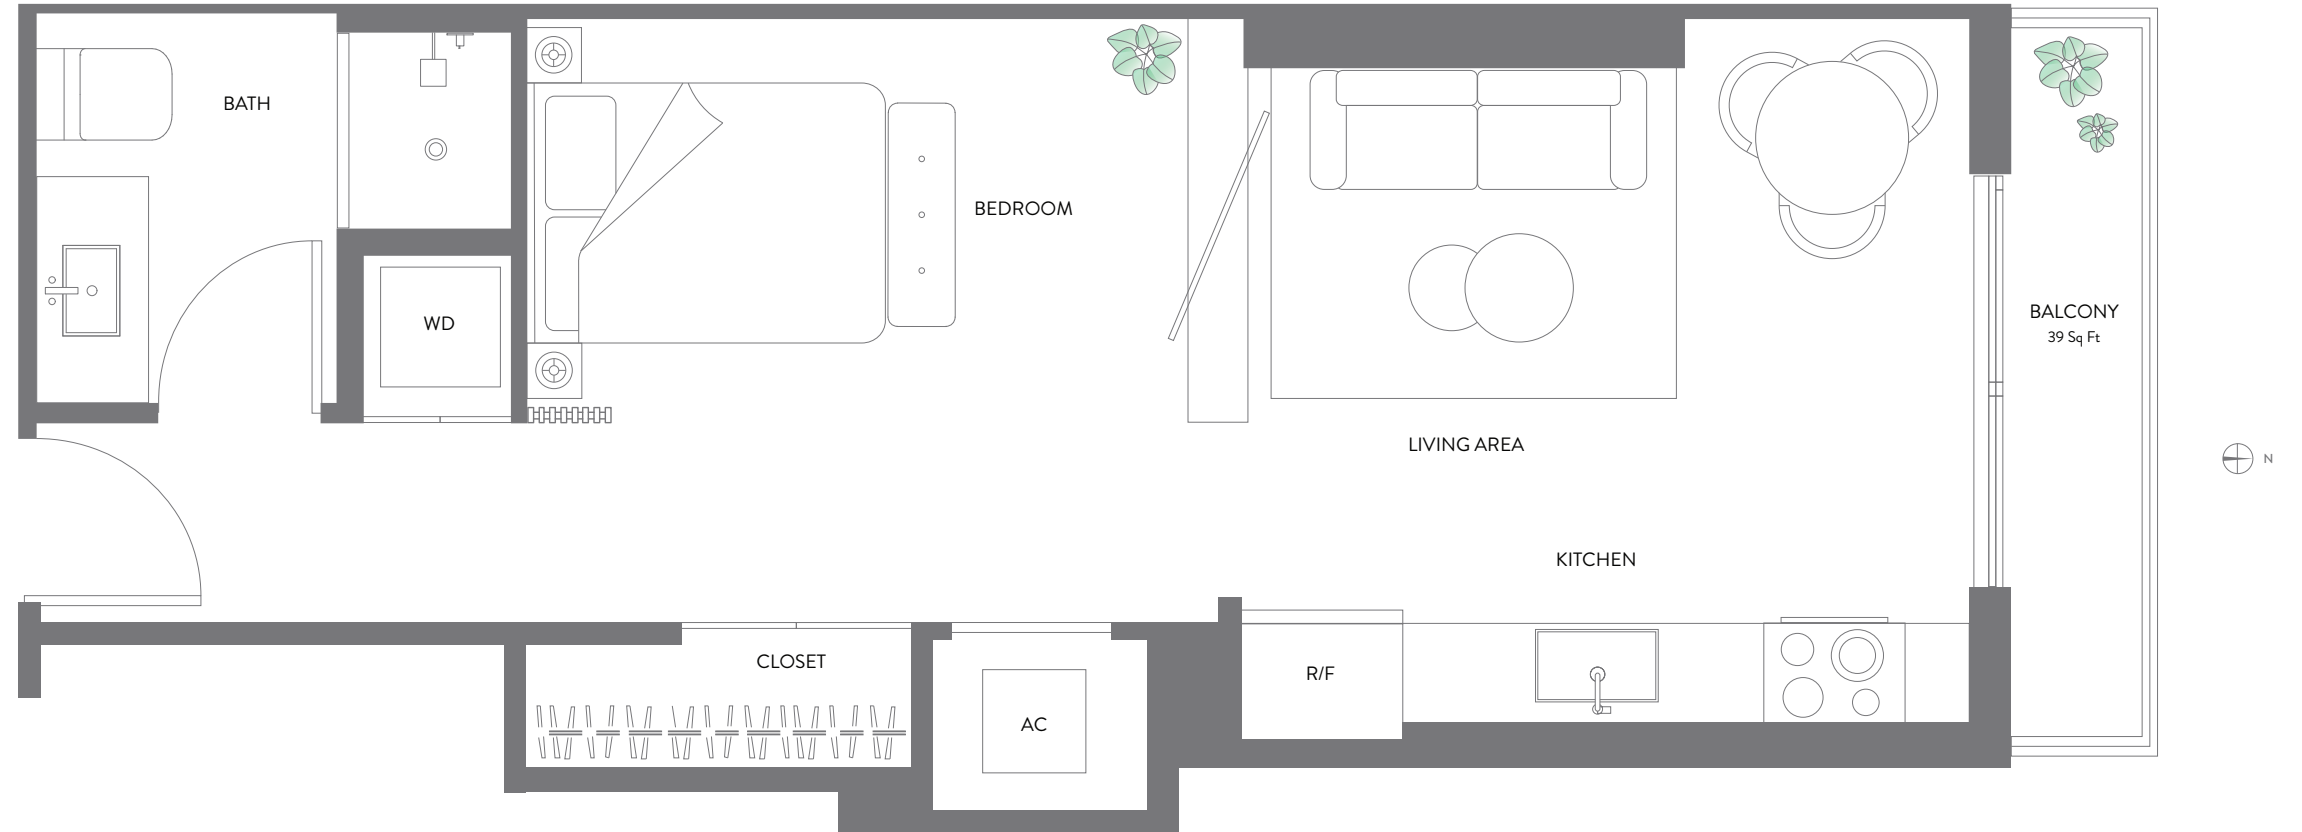 BATH
BEDROOM
WD
BALCONY
39 Sq Ft
LIVING AREA
N
KITCHEN
CLOSET
R/F
AC